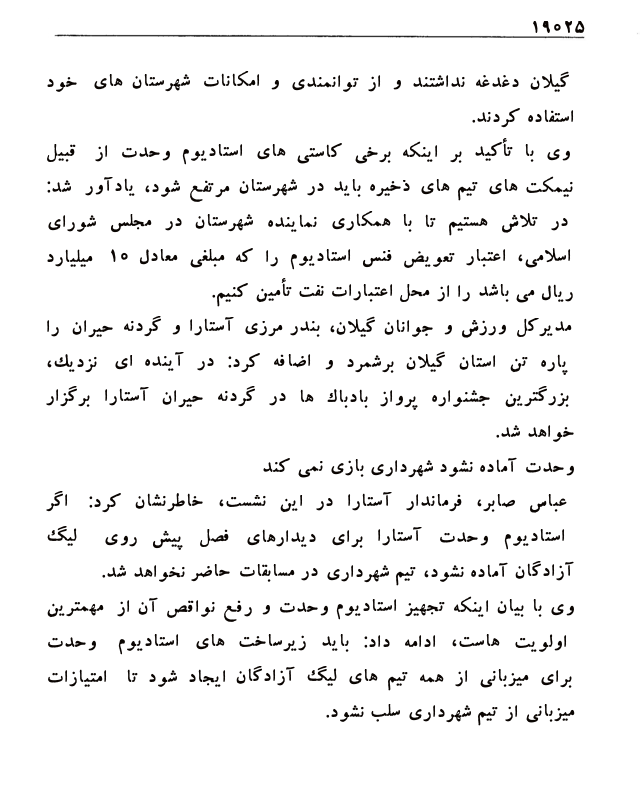 ۱۹۰۲۵
گیلان دغدغه نداشتند و از توانمندی و امکانات شهرستان های خود
استفاده کردند.
وی با تأکید بر اینکه برخی کاستی های استادیوم وحدت از قبیل
نیمکت های تیم های ذخیره باید در شهرستان مرتفع شود، یادآور شد:
در تلاش هستیم تا با همکاری نماینده شهرستان در مجلس شورای
اسلامی، اعتبار تعویض فنس استادیوم را که مبلغی معادل ۱۰ میلیارد
ریال می باشد را از محل اعتبارات نفت تأمین کنیم.
مدیرکل ورزش و جوانان گیلان، بندر مرزی آستارا و گردنه حیران را
پاره تن استان گیلان برشمرد و اضافه کرد: در آینده ای نزدیك،
بزرگترین جشنواره پرواز بادباك ها در گردنه حیران آستارا برگزار
خواهد شد.
وحدت آماده نشود شهرداری بازی نمی کند
عباس صابر، فرماندار آستارا در این نشست، خاطرنشان کرد: اگر
استادیوم وحدت آستارا برای دیدارهای فصل پیش روی لیگ
آزادگان آماده نشود، تیم شهرداری در مسابقات حاضر نخواهد شد.
وی با بیان اینکه تجهیز استادیوم وحدت و رفع نواقص آن از مهمترین
اولویت هاست، ادامه داد: باید زیرساخت های استادیوم وحدت
برای میزبانی از همه تیم های لیگ آزادگان ایجاد شود تا امتیازات
میزبانی از تیم شهرداری سلب نشود.